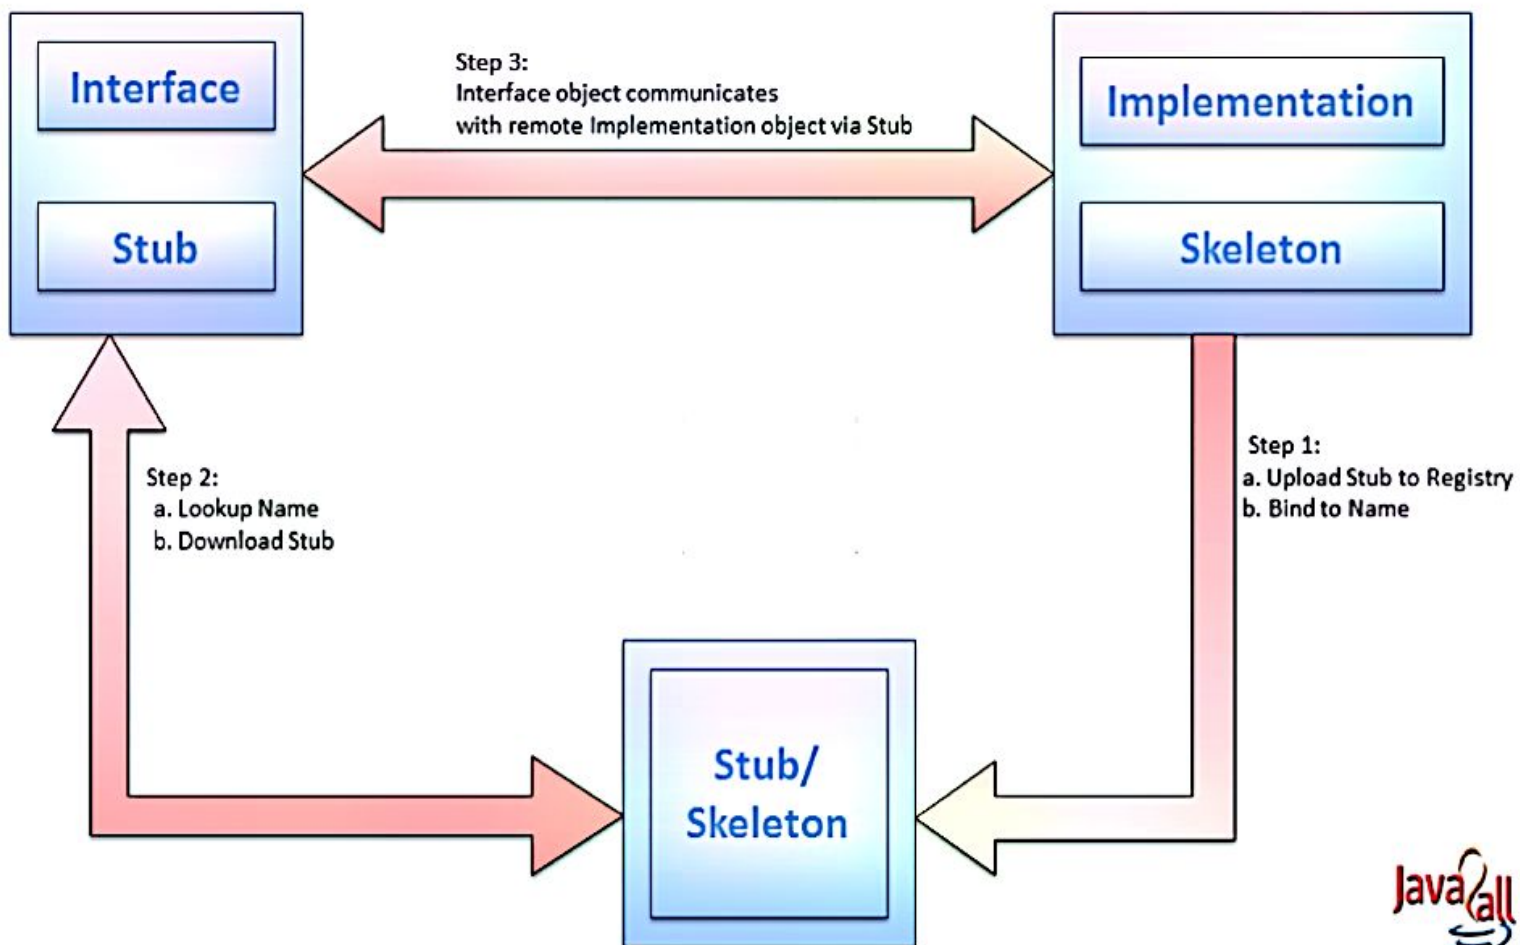 Interface
Stub
Step 3:
Interface object communicates
with remote Implementation object via Stub
Implementation
Skeleton
Step 2:
a. Lookup Name
b. Download Stub
Step 1:
a. Upload Stub to Registry
b. Bind to Name
Stub/
Skeleton
Java2all